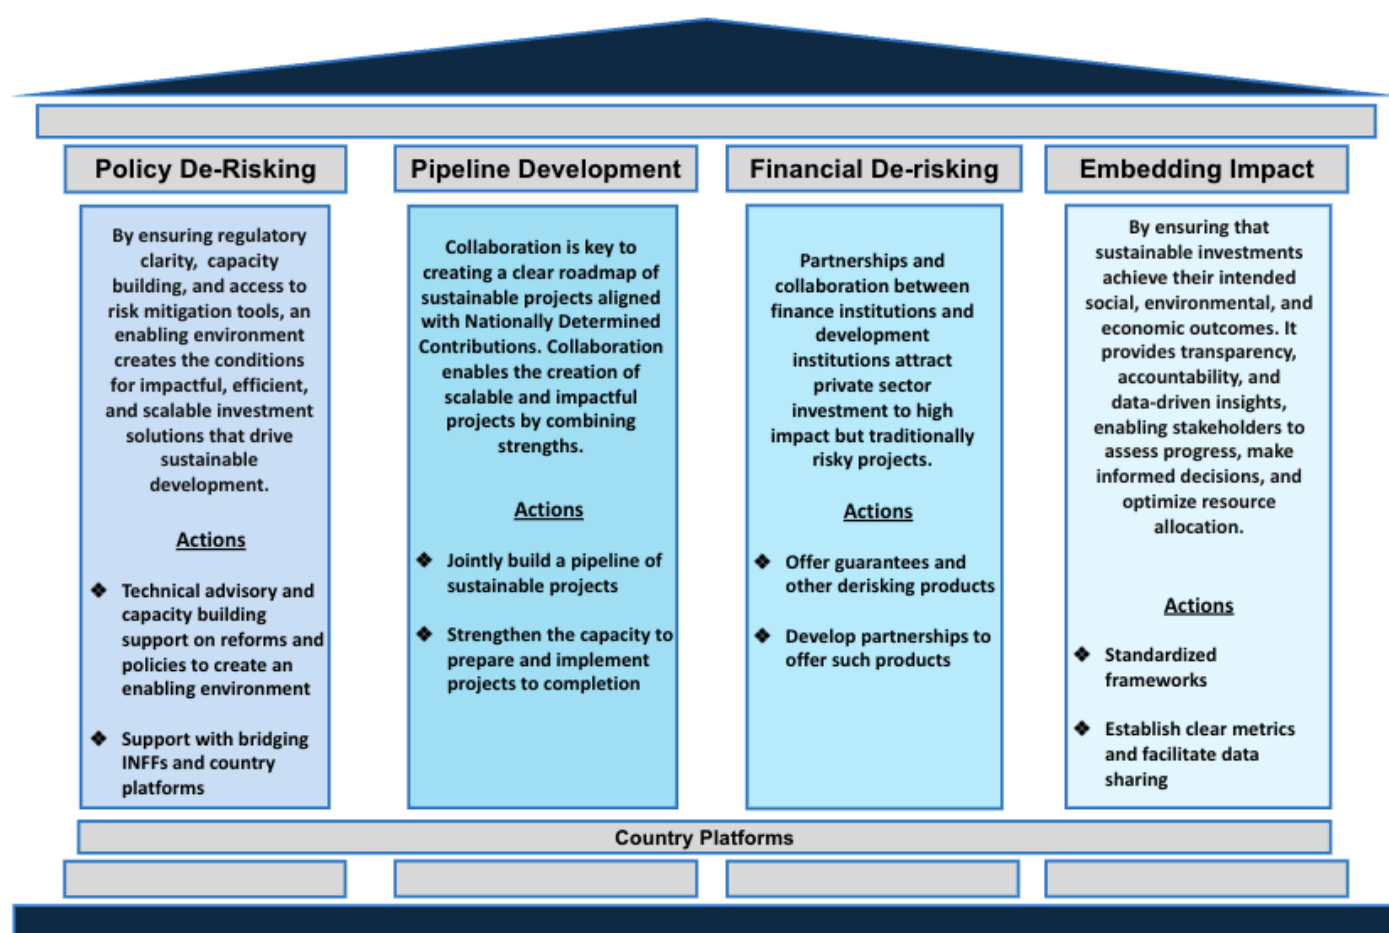 Policy De-Risking
By ensuring regulatory
clarity, capacity
building, and access to
risk mitigation tools, an
enabling environment
creates the conditions
for impactful, efficient,
and scalable investment
solutions that drive
sustainable
development.
Actions
❖ Technical advisory and
capacity building
support on reforms and
policies to create an
enabling environment
❖ Support with bridging
INFFs and country
platforms
Pipeline Development
Collaboration is key to
creating a clear roadmap of
sustainable projects aligned
with Nationally Determined
Contributions. Collaboration
enables the creation of
scalable and impactful
projects by combining
strengths.
Actions
❖ Jointly build a pipeline of
sustainable projects
❖ Strengthen the capacity to
prepare and implement
projects to completion
Financial De-risking
Partnerships and
collaboration between
finance institutions and
development
institutions attract
private sector
investment to high
impact but traditionally
risky projects.
Actions
❖ Offer guarantees and
other derisking products
❖ Develop partnerships to
offer such products
Embedding Impact
By ensuring that
sustainable investments
achieve their intended
social, environmental, and
economic outcomes. It
provides transparency,
accountability, and
data-driven insights,
enabling stakeholders to
assess progress, make
informed decisions, and
optimize resource
allocation.
Actions
❖ Standardized
frameworks
❖ Establish clear metrics
and facilitate data
sharing
Country Platforms